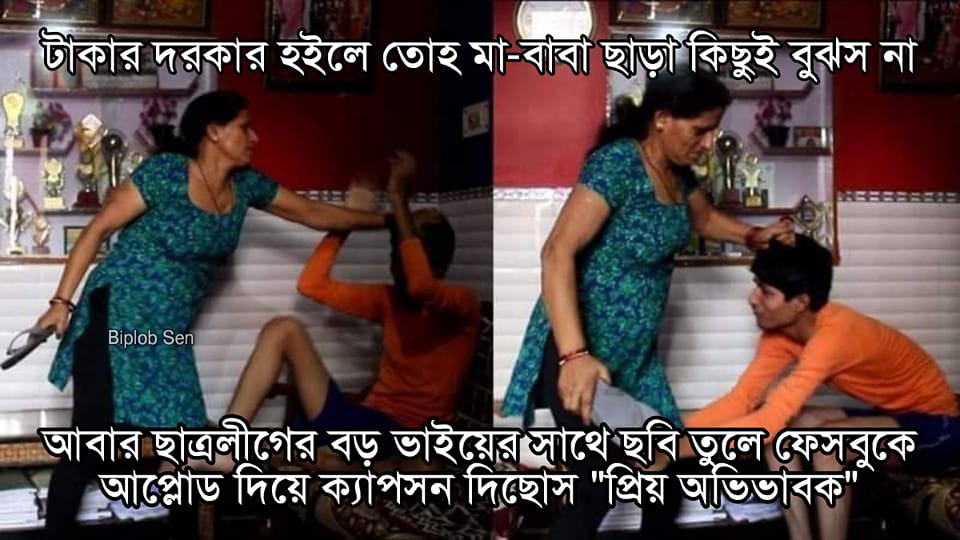 টাকার দরকার হইলে তোহ মা-বাবা ছাড়া কিছুই বুঝস না
Biplob Sen
আবার ছাত্রলীগের বড় ভাইয়ের সাথে ছবি তুলে ফেসবুকে
আপ্লোড দিয়ে ক্যাপসন দিছোস "প্রিয় অভিভাবক"